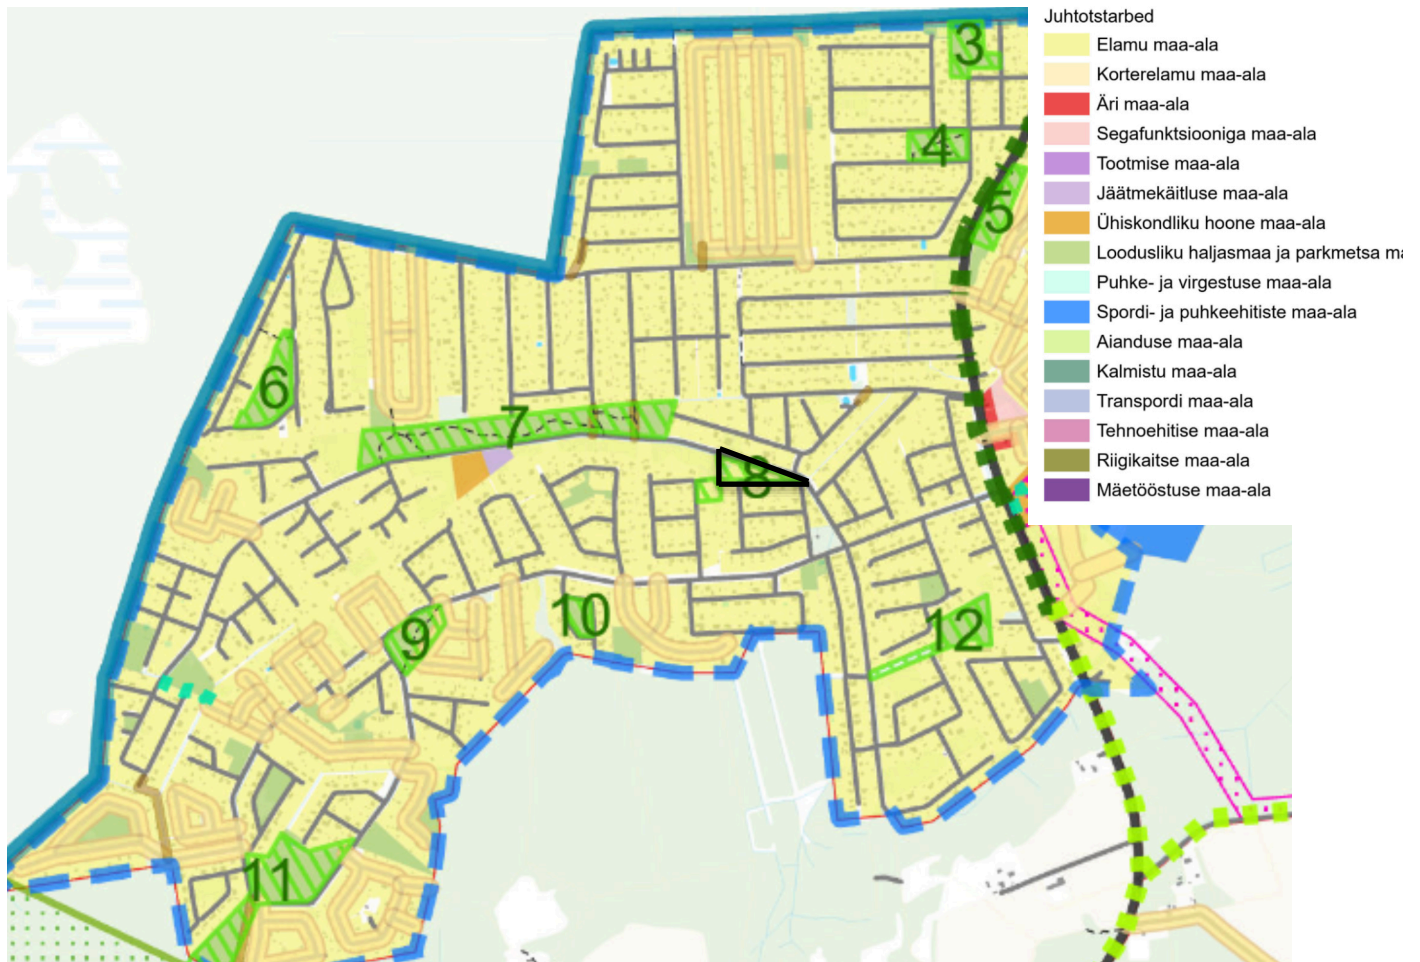 Juhtotstarbed
Elamu maa-ala
Korterelamu maa-ala
Äri maa-ala
Segafunktsiooniga maa-ala
Tootmise maa-ala
Jäätmekäitluse maa-ala
Ühiskondliku hoone maa-ala
Loodusliku haljasmaa ja parkmetsa ma
Puhke- ja virgestuse maa-ala
Spordi- ja puhkeehitiste maa-ala
Aianduse maa-ala
Kalmistu maa-ala
Transpordi maa-ala
Tehnoehitise maa-ala
Riigikaitse maa-ala
Mäetööstuse maa-ala
3
4
5
6
7
8
9
10
12
11